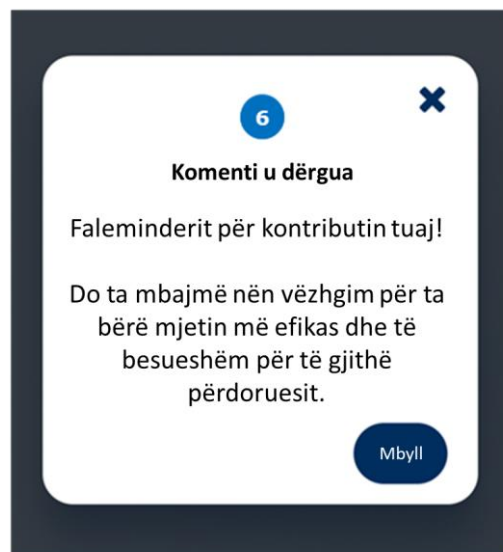 6
Komenti u dërgua
Faleminderit për kontributin tuaj!
Do ta mbajmë nën vëzhgim për ta
bërë mjetin më efikas dhe të
besueshëm për të gjithë
përdoruesit.
Mbyll